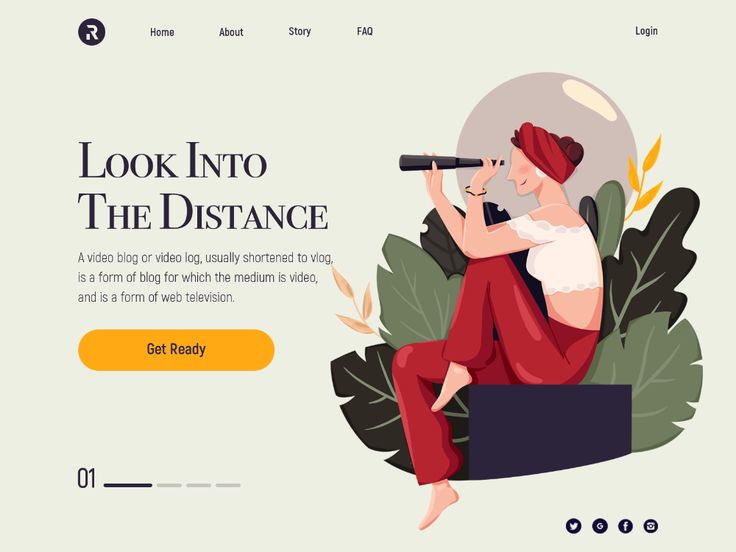 R
Home About Story FAQ Login
Look Into
The Distance
A video blog or video log, usually shortened to vlog,
is a form of blog for which the medium is video,
and is a form of web television.
Get Ready
01
G f